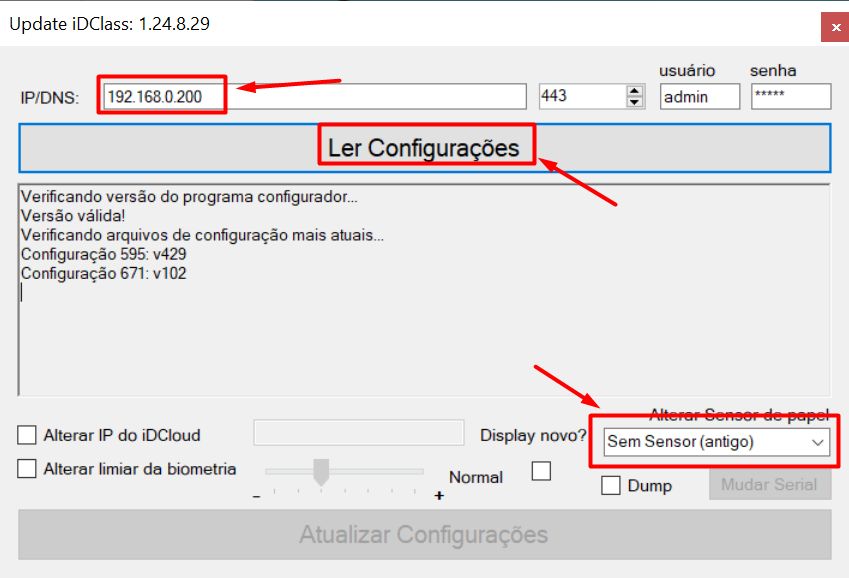 Update iDClass: 1.24.8.29
usuário senha
IP/DNS: 192.168.0.200 443 admin *****
Ler Configurações
Verificando versão do programa configurador...
Versão válida!
Verificando arquivos de configuração mais atuais...
Configuração 595: v429
Configuração 671: v102
Alterar Sensor de papel
Alterar IP do iDCloud Display novo? Sem Sensor (antigo)
Alterar limiar da biometria - + Normal Dump Mudar Serial
Atualizar Configurações